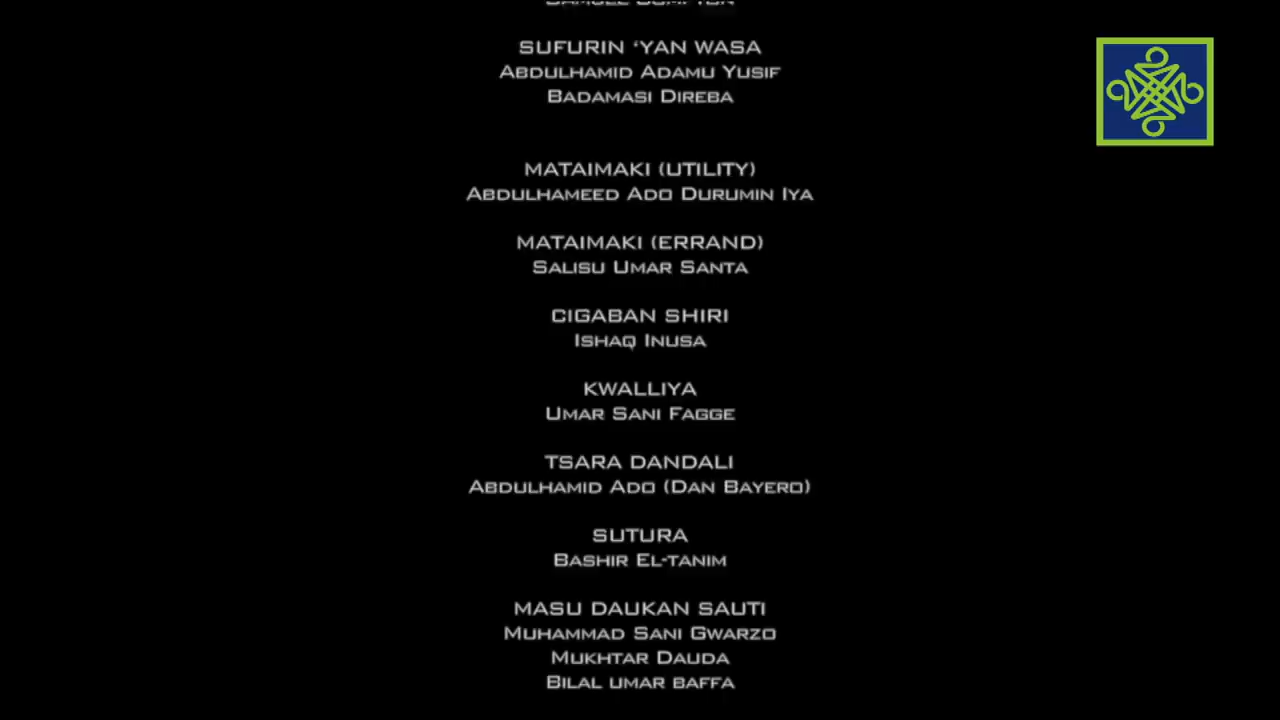 SUFURIN ‘YAN WASA
ABDULHAMID ADAMU YUSIF
BADAMASI DIREBA
MATAIMAKI (UTILITY)
ABDULHAMEED ADO DURUMIN IYA
MATAIMAKI (ERRAND)
SALISU UMAR SANTA
CIGABAN SHIRI
ISHAQ INUSA
KWALLIYA
UMAR SANI FAGGE
TSARA DANDALI
ABDULHAMID ADO (DAN BAYERO)
SUTURA
BASHIR EL-TANIM
MASU DAUKAN SAUTI
MUHAMMAD SANI GWARZO
MUKHTAR DAUDA
BILAL UMAR BAFFA